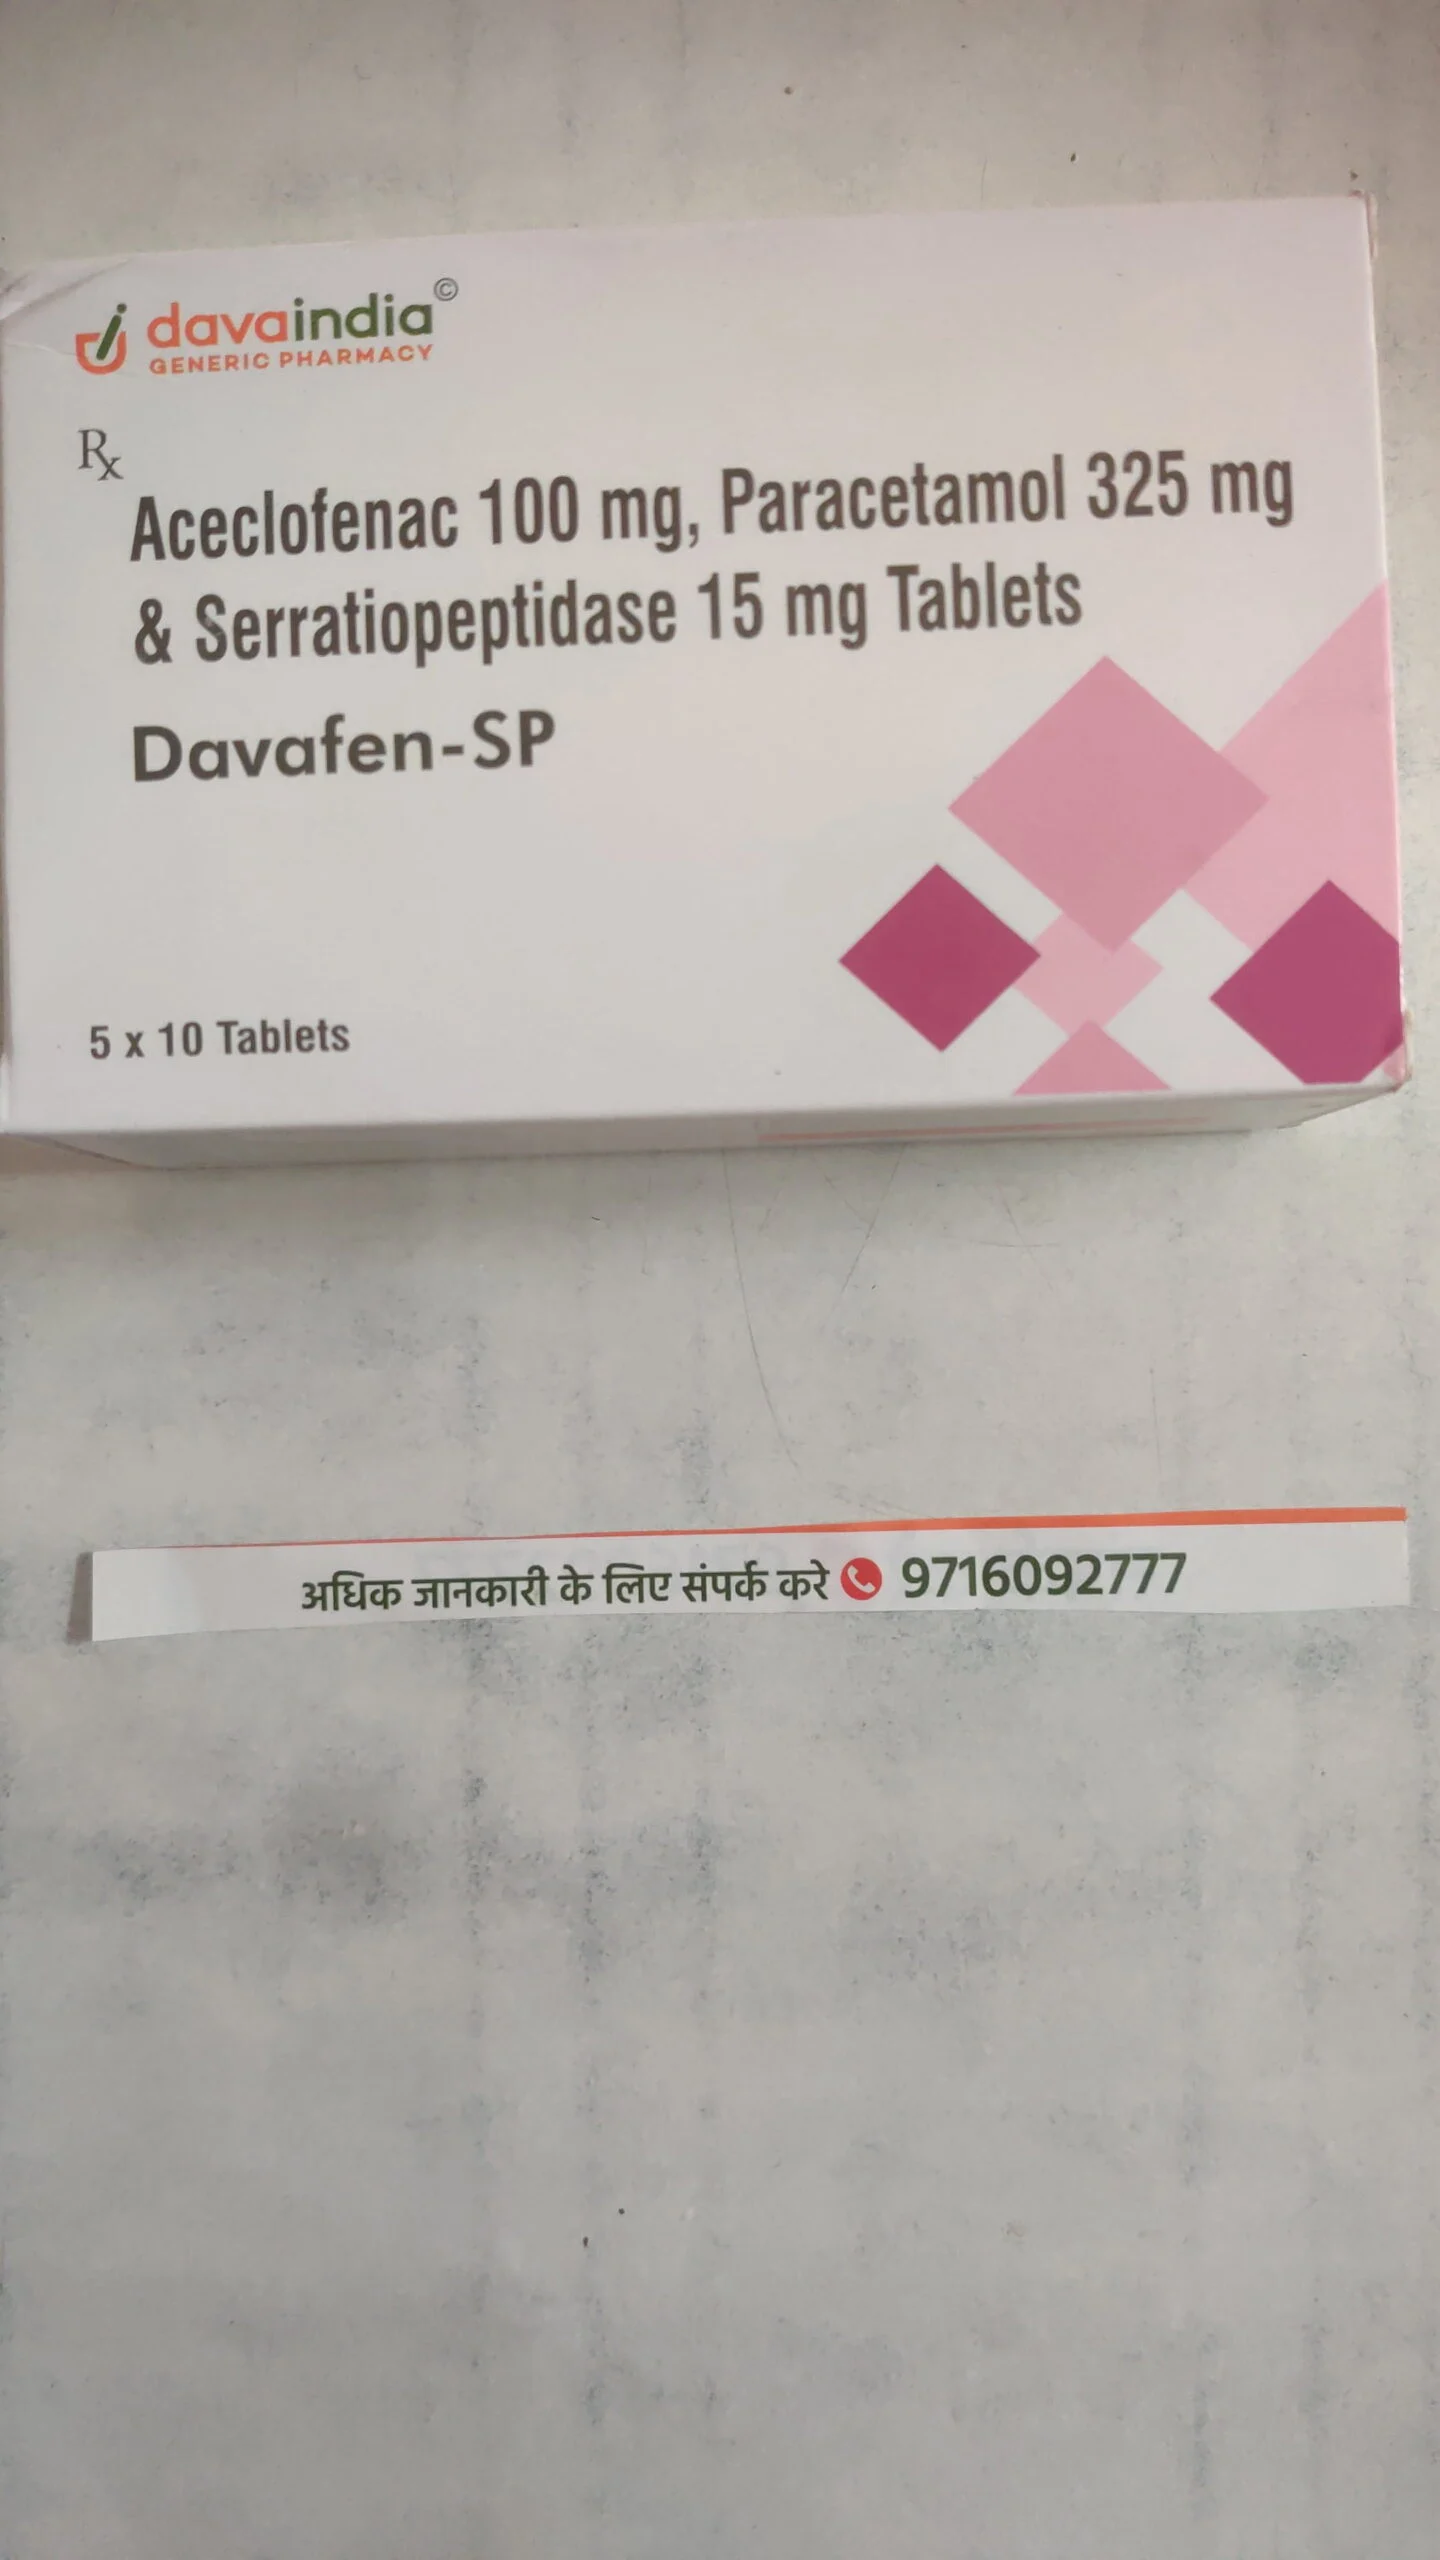 davaindia©
GENERIC PHARMACY
Rx
Aceclofenac 100 mg, Paracetamol 325 mg
& Serratiopeptidase 15 mg Tablets
Davafen-SP
5 x 10 Tablets
अधिक जानकारी के लिए संपर्क करे 9716092777